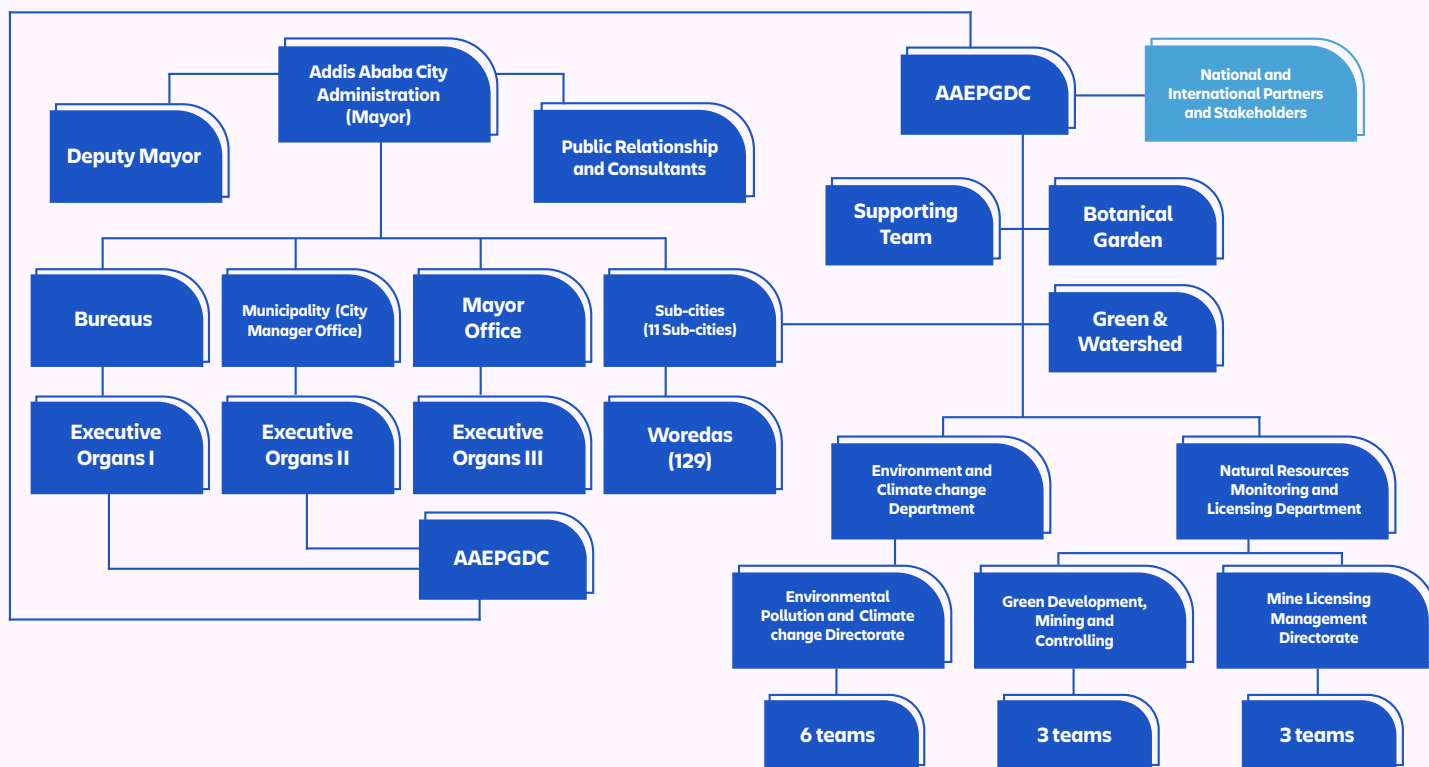 Addis Ababa City
Administration
(Mayor)
Deputy Mayor
Public Relationship
and Consultants
Bureaus
Municipality (City
Manager Office)
Mayor
Office
Sub-cities
(11 Sub-cities)
Executive
Organs I
Executive
Organs II
Executive
Organs III
Woredas
(129)
AAEPGDC
AAEPGDC
National and
International Partners
and Stakeholders
Supporting
Team
Botanical
Garden
Green &
Watershed
Environment and
Climate change
Department
Natural Resources
Monitoring and
Licensing Department
Environmental
Pollution and Climate
change Directorate
Green Development,
Mining and
Controlling
Mine Licensing
Management
Directorate
6 teams
3 teams
3 teams